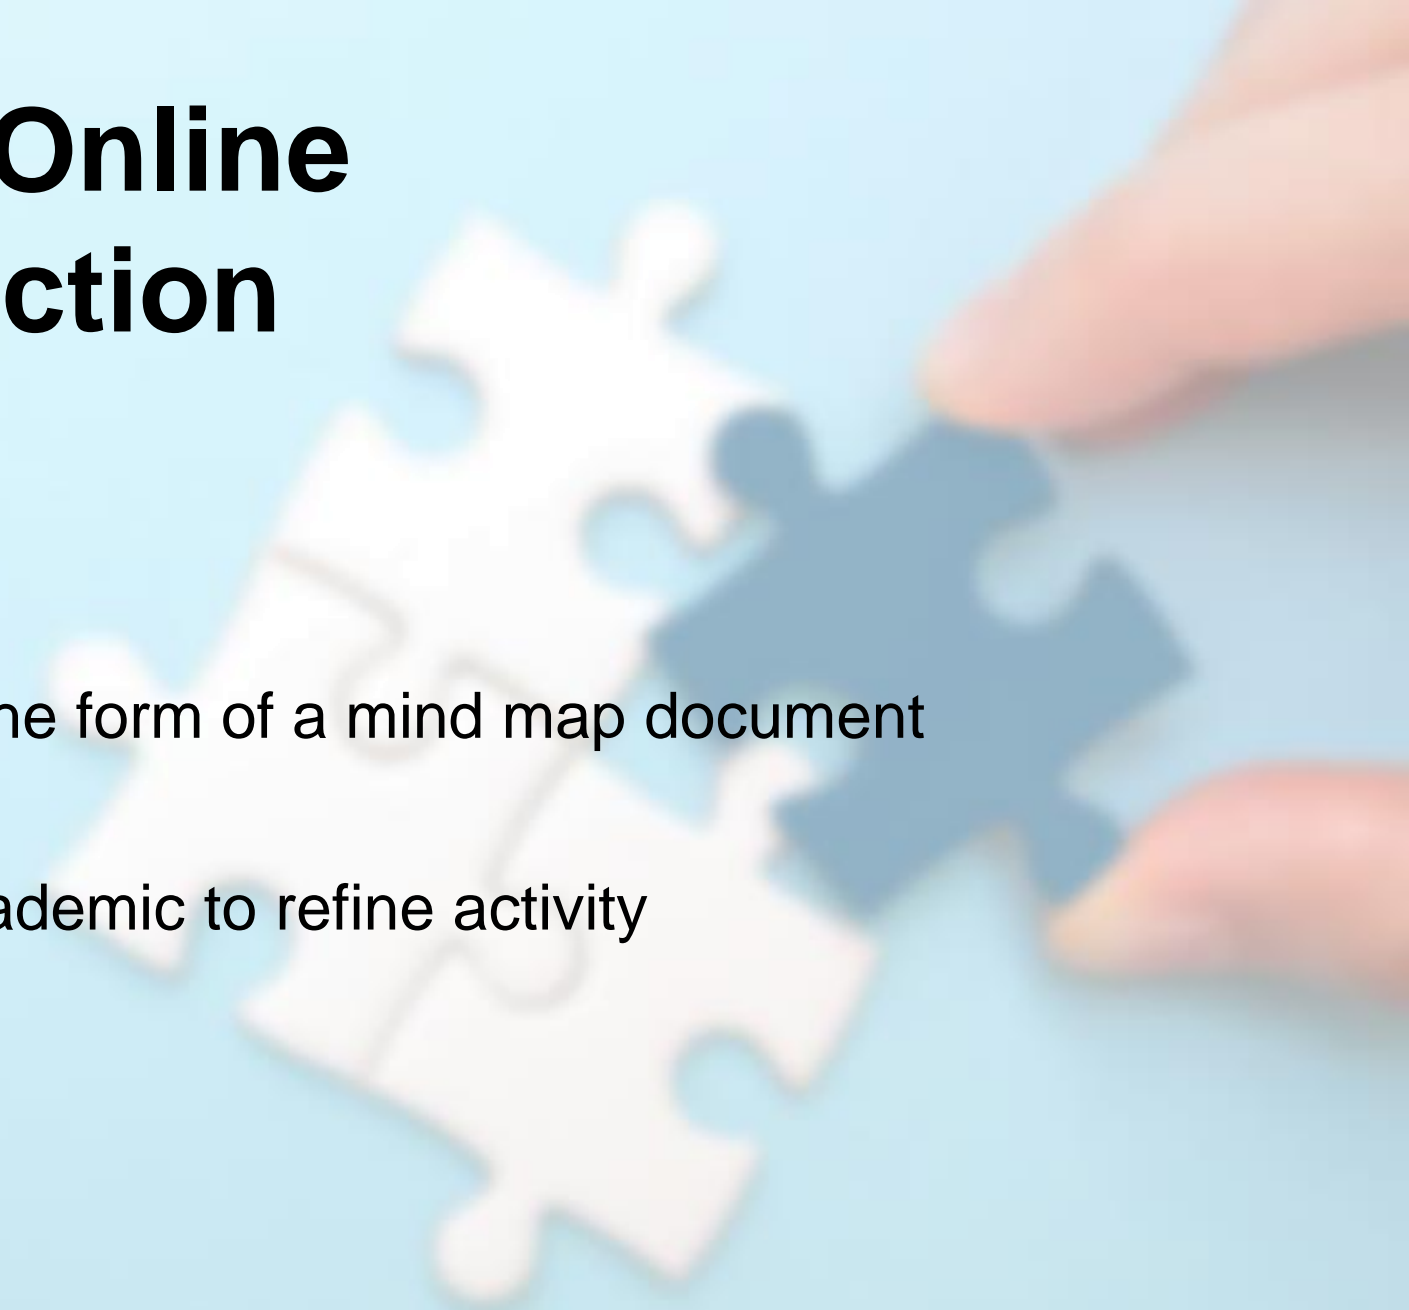 Online
ction
ne form of a mind map document
ademic to refine activity